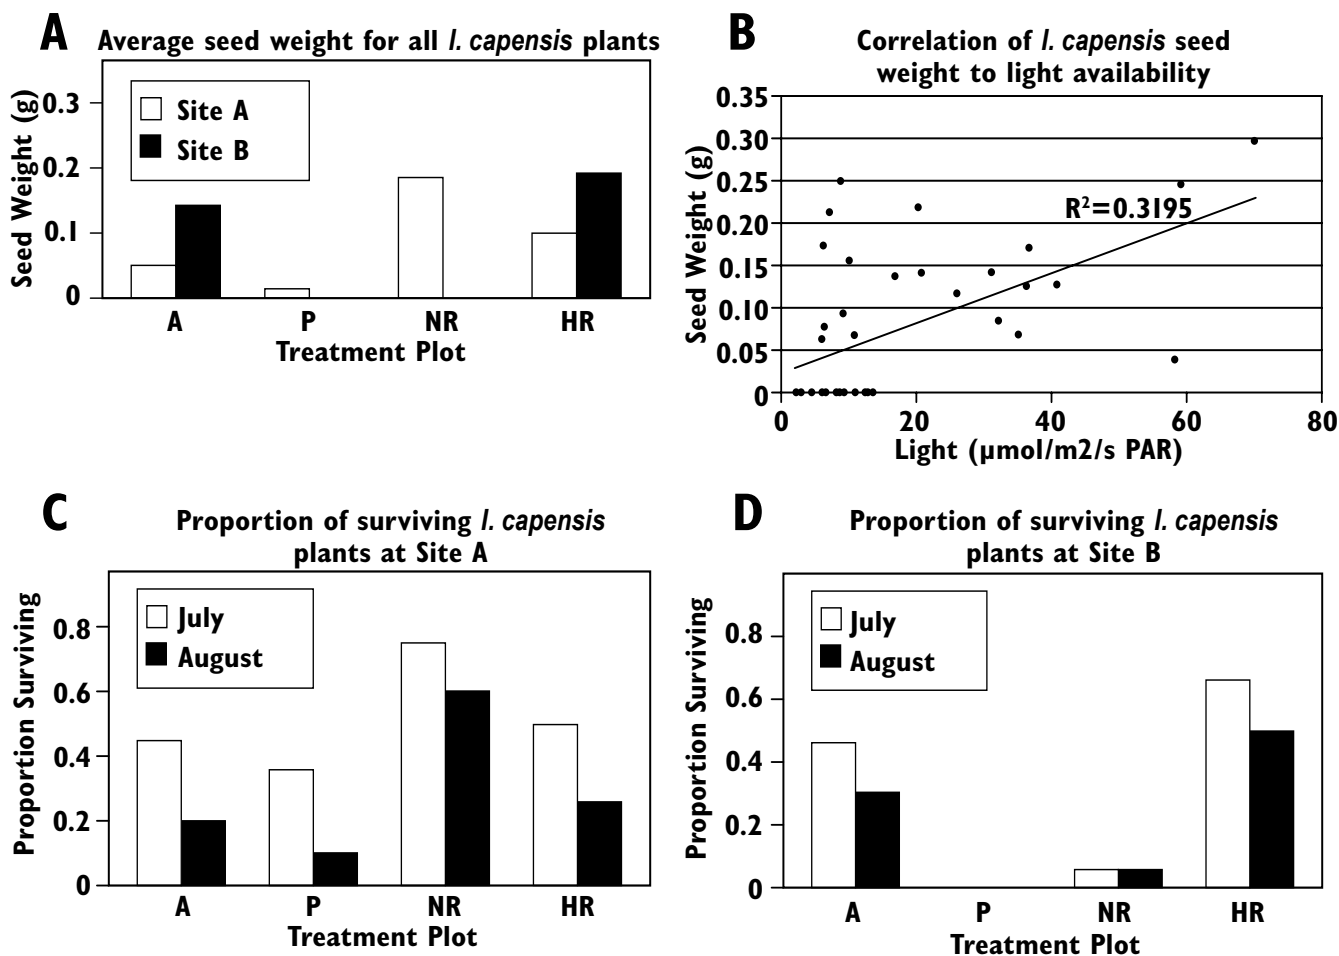 A
Average seed weight for all I. capensis plants
Site A
Site B
Seed Weight (g)
0.3
0.2
0.1
0
A P NR HR
Treatment Plot
B
Correlation of I. capensis seed
weight to light availability
R²=0.3195
Seed Weight (g)
0.35
0.30
0.25
0.20
0.15
0.10
0.05
0
0 20 40 60 80
Light (µmol/m2/s PAR)
C
Proportion of surviving I. capensis
plants at Site A
July
August
Proportion Surviving
0.8
0.6
0.4
0.2
0
A P NR HR
Treatment Plot
D
Proportion of surviving I. capensis
plants at Site B
July
August
Proportion Surviving
0.8
0.6
0.4
0.2
0
A P NR HR
Treatment Plot